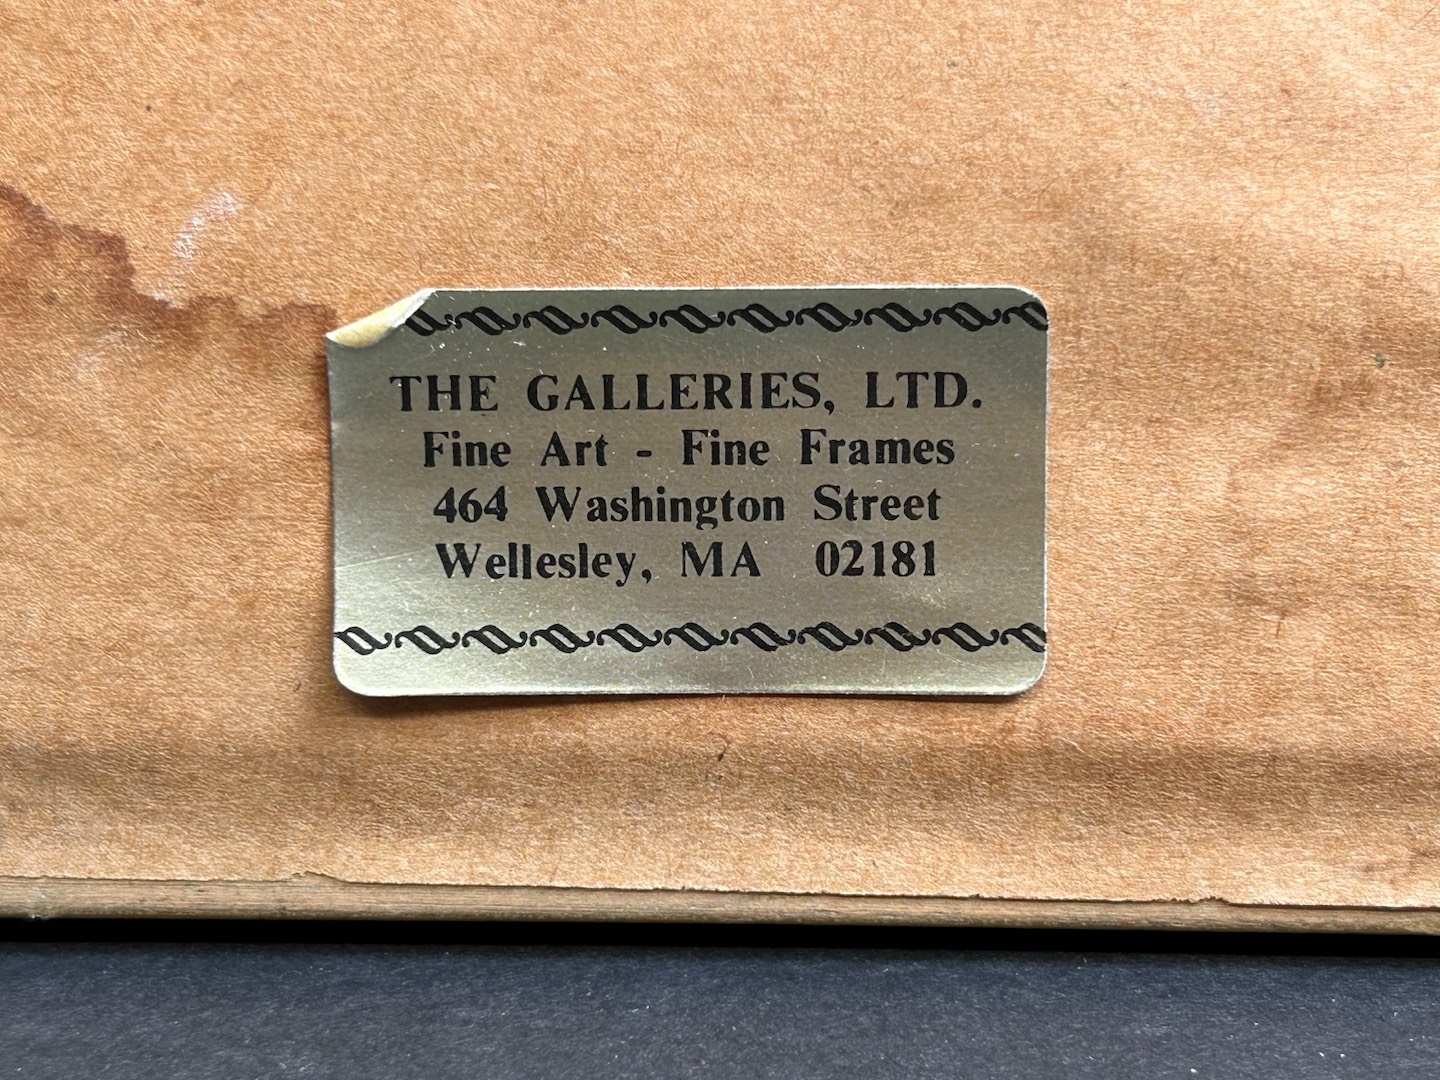 THE GALLERIES, LTD.
Fine Art - Fine Frames
464 Washington Street
Wellesley, MA 02181